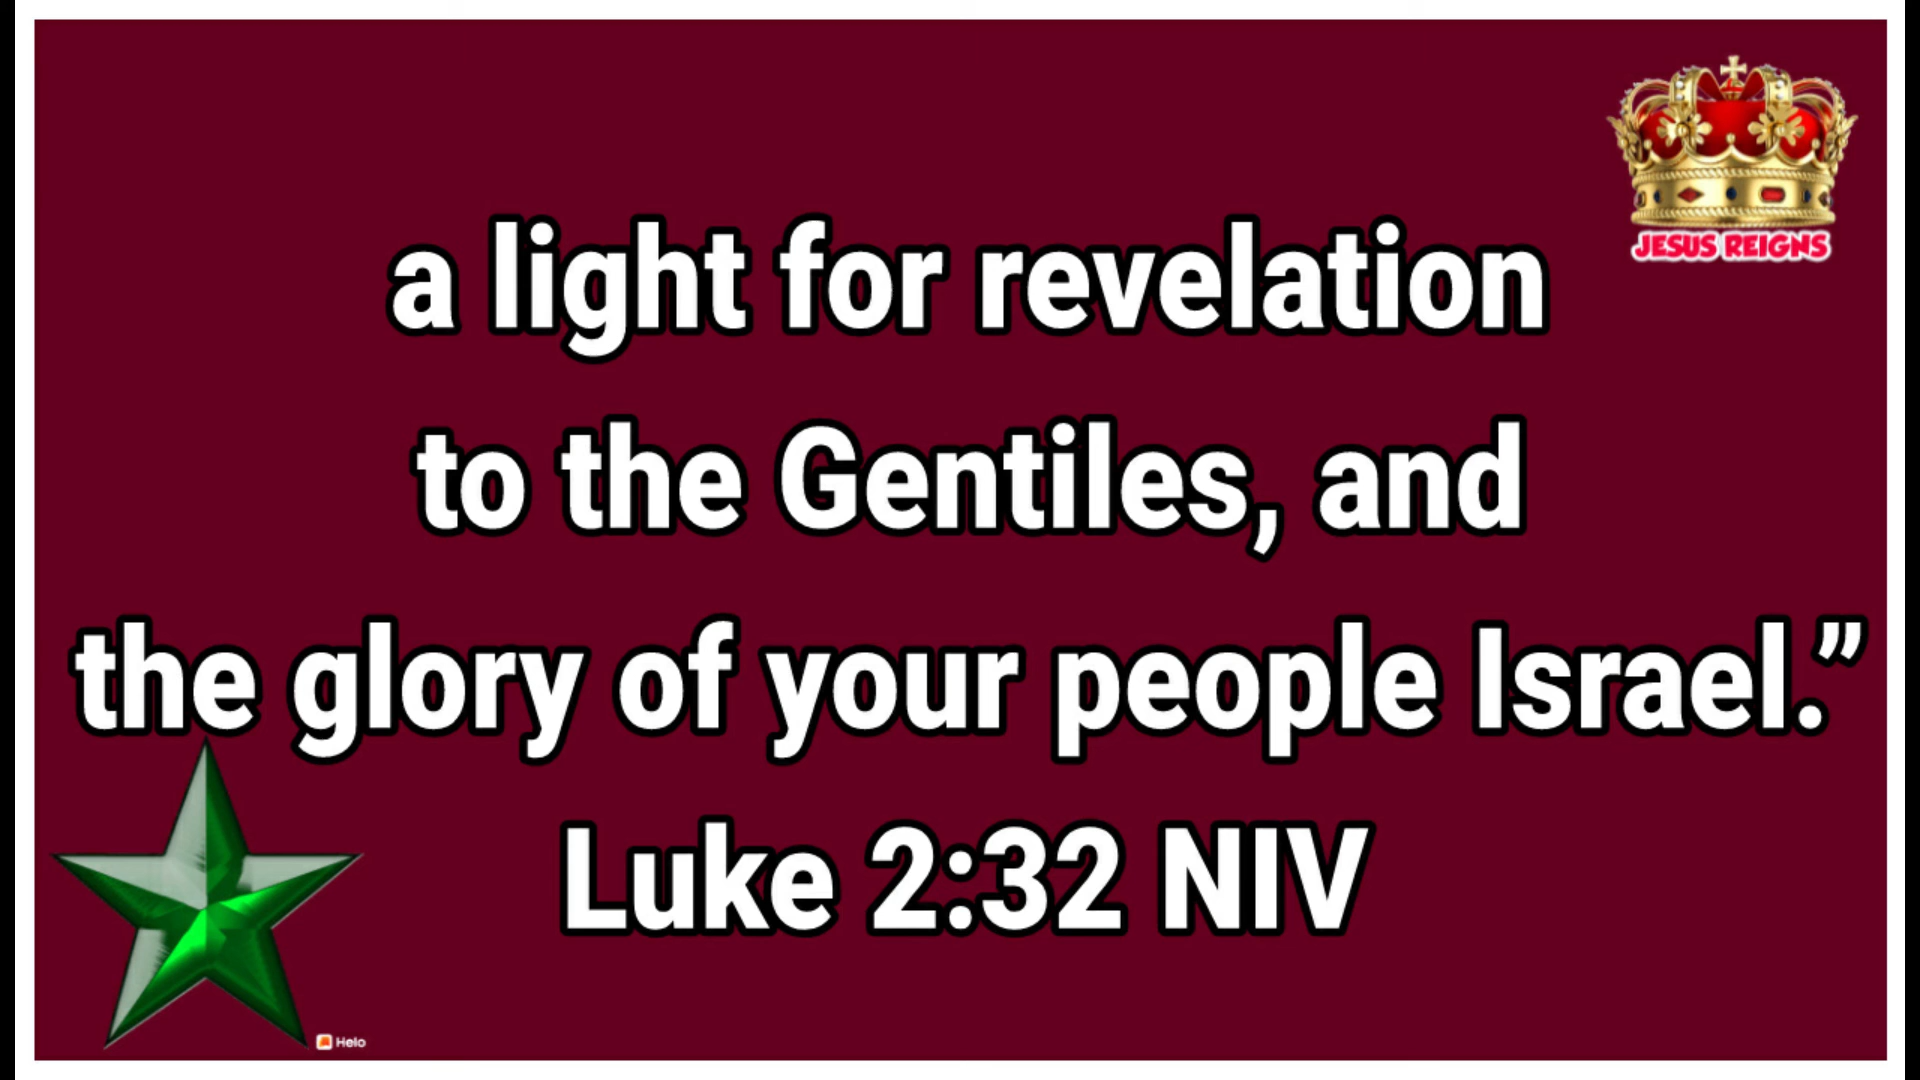 JESUS REIGNS
a light for revelation
to the Gentiles, and
the glory of your people Israel.”
Luke 2:32 NIV
Helo